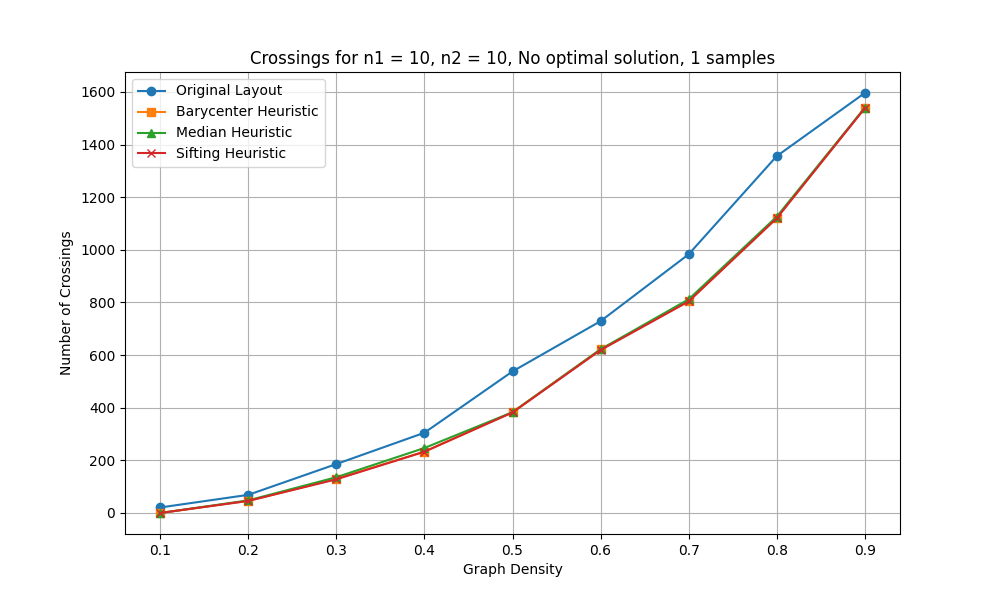 Crossings for n1 = 10, n2 = 10, No optimal solution, 1 samples
Original Layout
Barycenter Heuristic
Median Heuristic
Sifting Heuristic
Number of Crossings
1600
1400
1200
1000
800
600
400
200
0
0.1 0.2 0.3 0.4 0.5 0.6 0.7 0.8 0.9
Graph Density